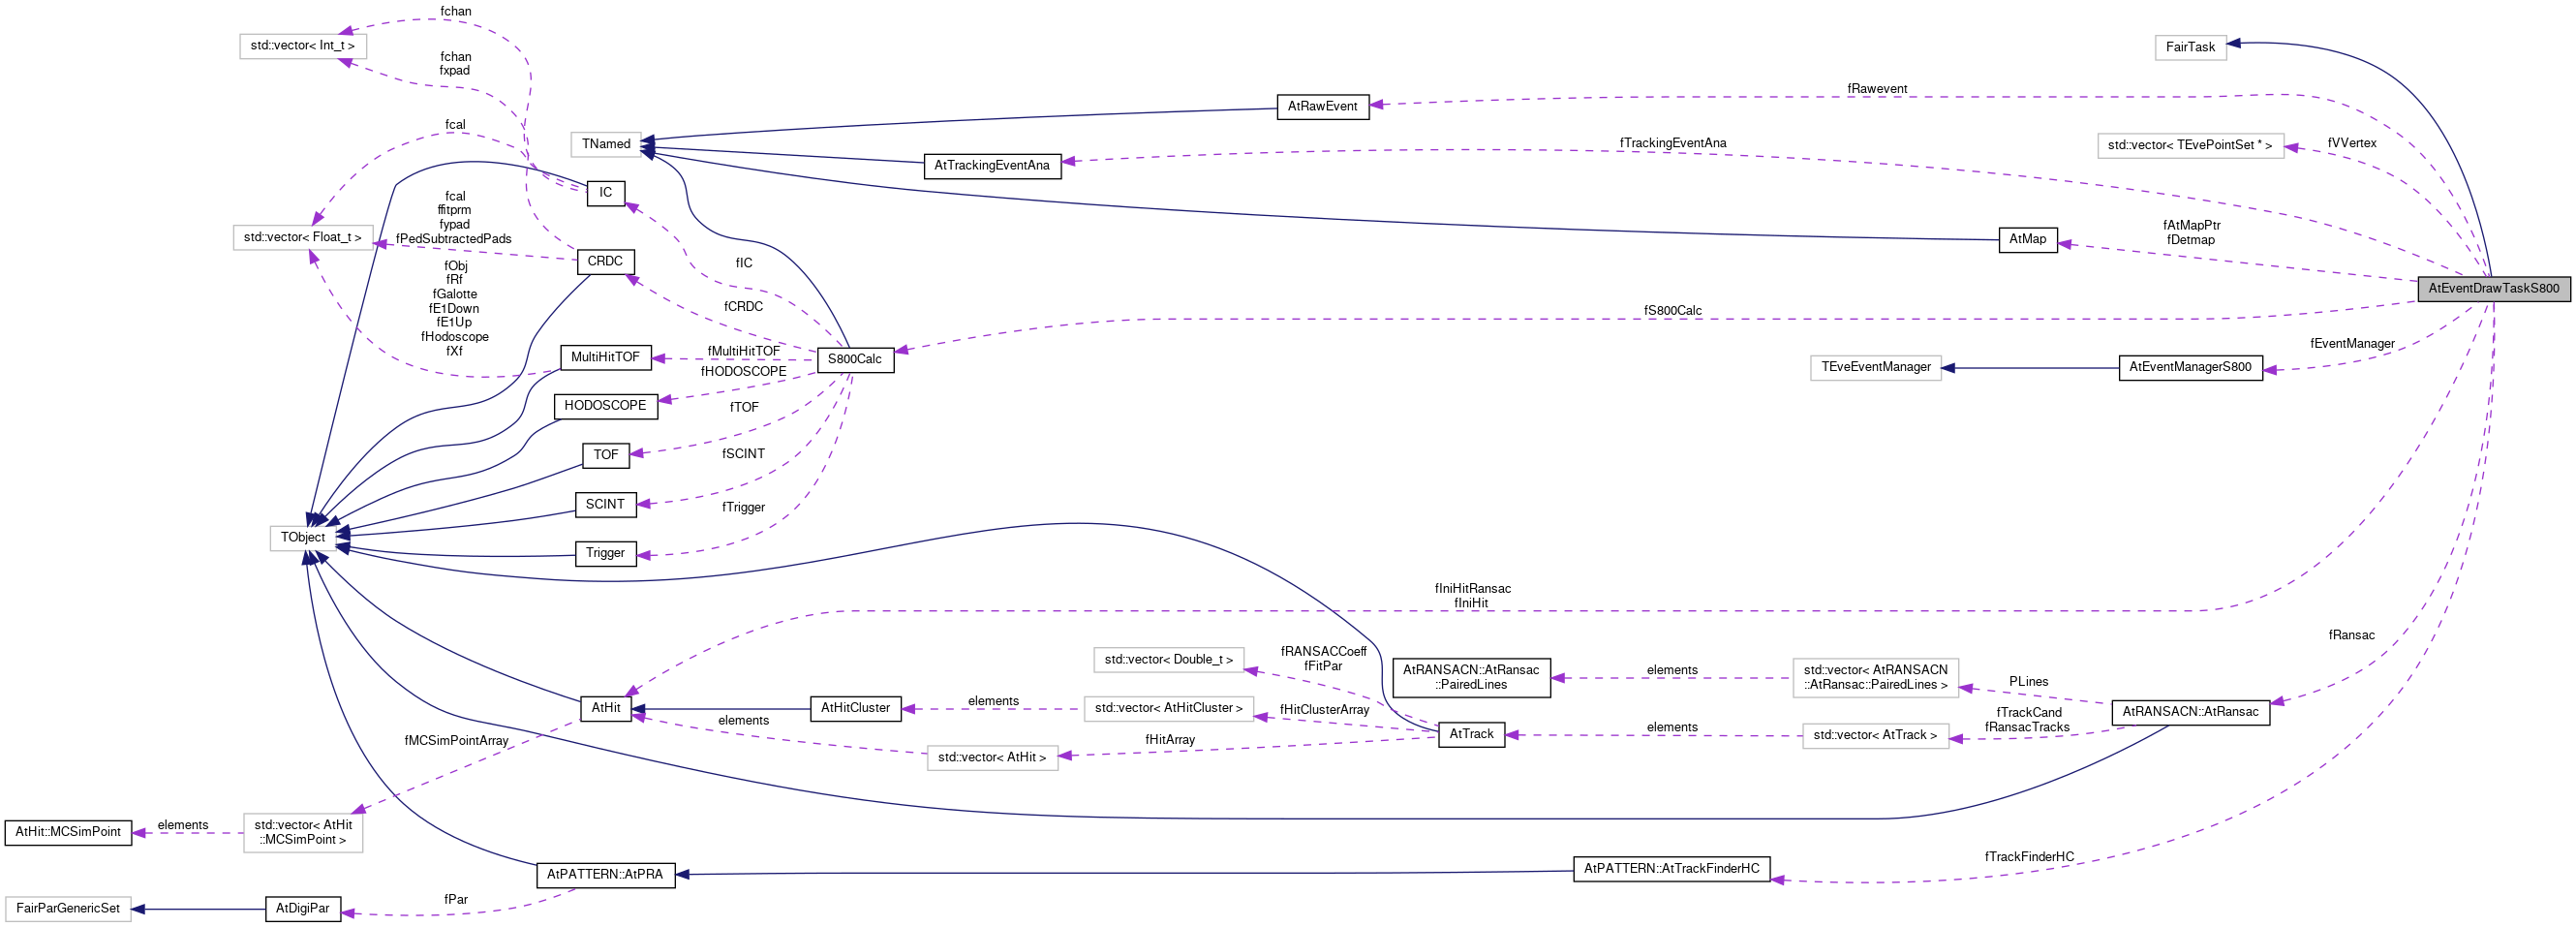 fchan
std::vector< Int_t >
fchan
fxpad
fcal
std::vector< Float_t >
fcal
ffitprm
fypad
fPedSubtractedPads
fObj
fRf
fGalotte
fE1Down
fE1Up
fHodoscope
fXf
TNamed
IC
CRDC
MultiHitTOF
HODOSCOPE
TOF
SCINT
Trigger
TObject
fIC
fCRDC
fMultiHitTOF
fHODOSCOPE
fTOF
fSCINT
fTrigger
S800Calc
AtRawEvent
AtTrackingEventAna
fRawevent
fTrackingEventAna
FairTask
std::vector< TEvePointSet * >
fVVertex
AtMap
fAtMapPtr
fDetmap
AtEventDrawTaskS800
fS800Calc
TEveEventManager
AtEventManagerS800
fEventManager
fIniHitRansac
fIniHit
fRansac
std::vector< Double_t >
fRANSACCoeff
fFitPar
AtRANSACN::AtRansac
::PairedLines
elements
std::vector< AtRANSACN
::AtRansac::PairedLines >
PLines
AtRANSACN::AtRansac
AtHit
AtHitCluster
elements
std::vector< AtHitCluster >
fHitClusterArray
elements
std::vector< AtHit >
fHitArray
AtTrack
elements
std::vector< AtTrack >
fTrackCand
fRansacTracks
fMCSimPointArray
AtHit::MCSimPoint
elements
std::vector< AtHit
::MCSimPoint >
AtPATTERN::AtPRA
AtPATTERN::AtTrackFinderHC
fTrackFinderHC
FairParGenericSet
AtDigiPar
fPar